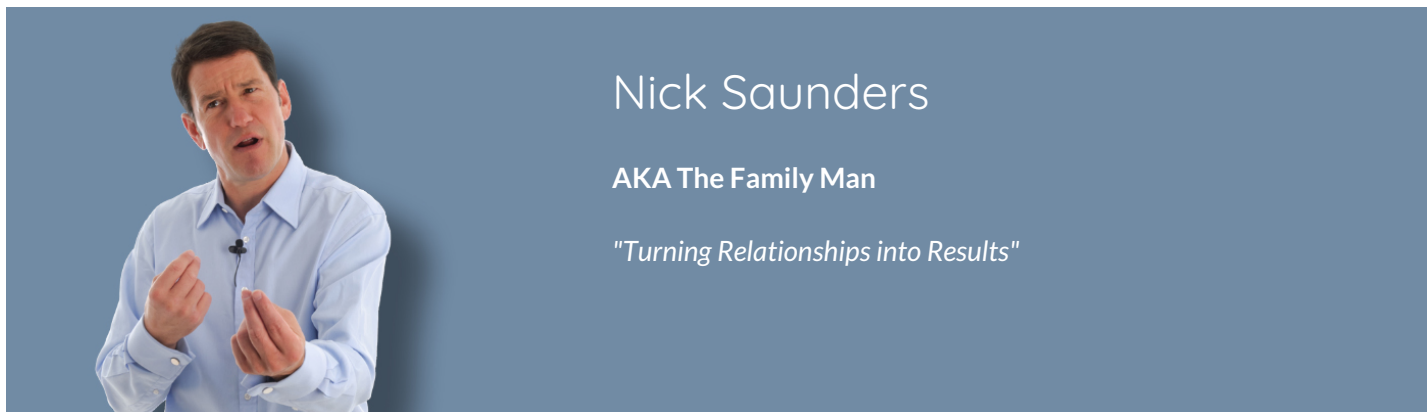 Nick Saunders
AKA The Family Man
"Turning Relationships into Results"